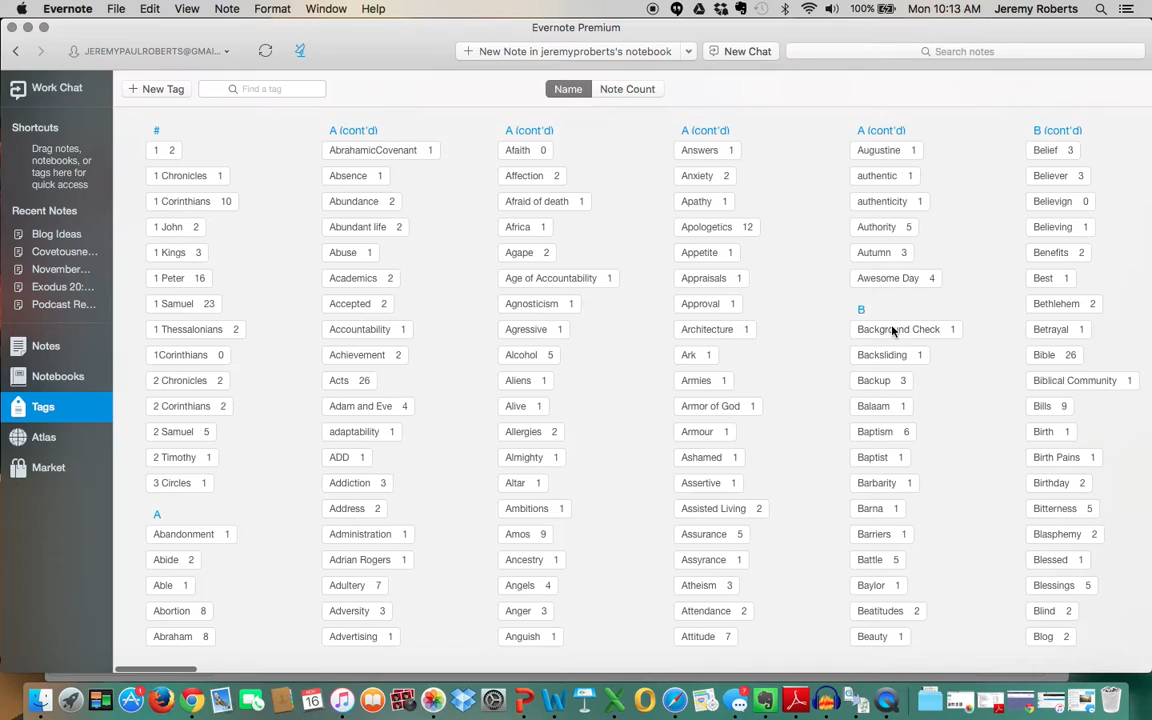 Evernote File Edit View Note Format Window Help 100% Mon 10:13 AM Jeremy Roberts
Evernote Premium
JEREMYPAULROBERTS@GMAI...
+ New Note in jeremyproberts's notebook
New Chat
Search notes
Work Chat
Shortcuts
Drag notes,
notebooks, or
tags here for
quick access
Recent Notes
Blog Ideas
Covetousne...
November...
Exodus 20:...
Podcast Re...
Notes
Notebooks
Tags
Atlas
Market
+ New Tag
Find a tag
Name Note Count
#
1 2
1 Chronicles 1
1 Corinthians 10
1 John 2
1 Kings 3
1 Peter 16
1 Samuel 23
1 Thessalonians 2
1Corinthians 0
2 Chronicles 2
2 Corinthians 2
2 Samuel 5
2 Timothy 1
3 Circles 1
A
Abandonment 1
Abide 2
Able 1
Abortion 8
Abraham 8
A (cont'd)
AbrahamicCovenant 1
Absence 1
Abundance 2
Abundant life 2
Abuse 1
Academics 2
Accepted 2
Accountability 1
Achievement 2
Acts 26
Adam and Eve 4
adaptability 1
ADD 1
Addiction 3
Address 2
Administration 1
Adrian Rogers 1
Adultery 7
Adversity 3
Advertising 1
A (cont'd)
Afaith 0
Affection 2
Afraid of death 1
Africa 1
Agape 2
Age of Accountability 1
Agnosticism 1
Agressive 1
Alcohol 5
Aliens 1
Alive 1
Allergies 2
Almighty 1
Altar 1
Ambitions 1
Amos 9
Ancestry 1
Angels 4
Anger 3
Anguish 1
A (cont'd)
Answers 1
Anxiety 2
Apathy 1
Apologetics 12
Appetite 1
Appraisals 1
Approval 1
Architecture 1
Ark 1
Armies 1
Armor of God 1
Armour 1
Ashamed 1
Assertive 1
Assisted Living 2
Assurance 5
Assyrance 1
Atheism 3
Attendance 2
Attitude 7
A (cont'd)
Augustine 1
authentic 1
authenticity 1
Authority 5
Autumn 3
Awesome Day 4
B
Background Check 1
Backsliding 1
Backup 3
Balaam 1
Baptism 6
Baptist 1
Barbarity 1
Barna 1
Barriers 1
Battle 5
Baylor 1
Beatitudes 2
Beauty 1
B (cont'd)
Belief 3
Believer 3
Believign 0
Believing 1
Benefits 2
Best 1
Bethlehem 2
Betrayal 1
Bible 26
Biblical Community 1
Bills 9
Birth 1
Birth Pains 1
Birthday 2
Bitterness 5
Blasphemy 2
Blessed 1
Blessings 5
Blind 2
Blog 2
NOV
16